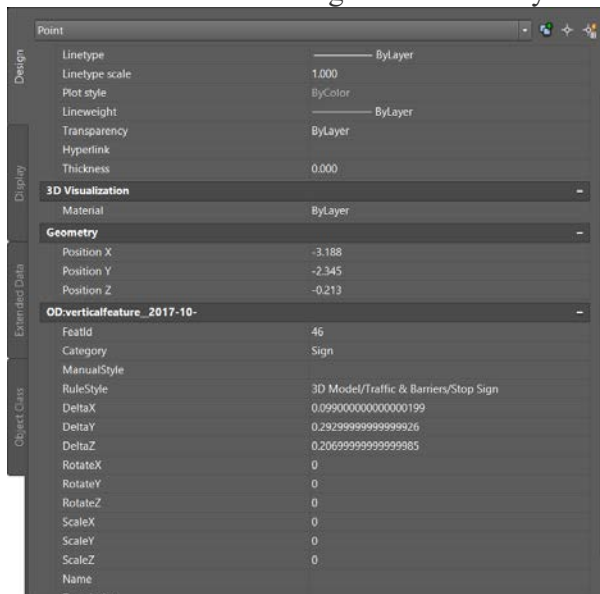 Point
Design
Linetype ByLayer
Linetype scale 1.000
Plot style ByColor
Lineweight ByLayer
Transparency ByLayer
Hyperlink
Thickness 0.000
Display
3D Visualization
Material ByLayer
Geometry
Position X -3.188
Position Y -2.345
Position Z -0.213
Extended Data
OD:verticalfeature_2017-10-
FeatId 46
Category Sign
ManualStyle
RuleStyle 3D Model/Traffic & Barriers/Stop Sign
Object Class
DeltaX 0.099000000000000199
DeltaY 0.29299999999999926
DeltaZ 0.20699999999999985
RotateX 0
RotateY 0
RotateZ 0
ScaleX 0
ScaleY 0
ScaleZ 0
Name